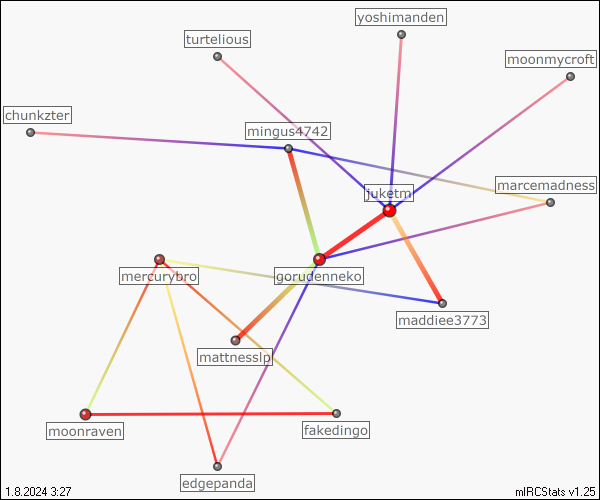 yoshimanden
turtelious
moonmycroft
chunkzter
mingus4742
marcemadness
juketm
mercurybro
gorudenneko
maddiee3773
mattnesslp
moonraven
fakedingo
edgepanda
1.8.2024 3:27
mIRCStats v1.25